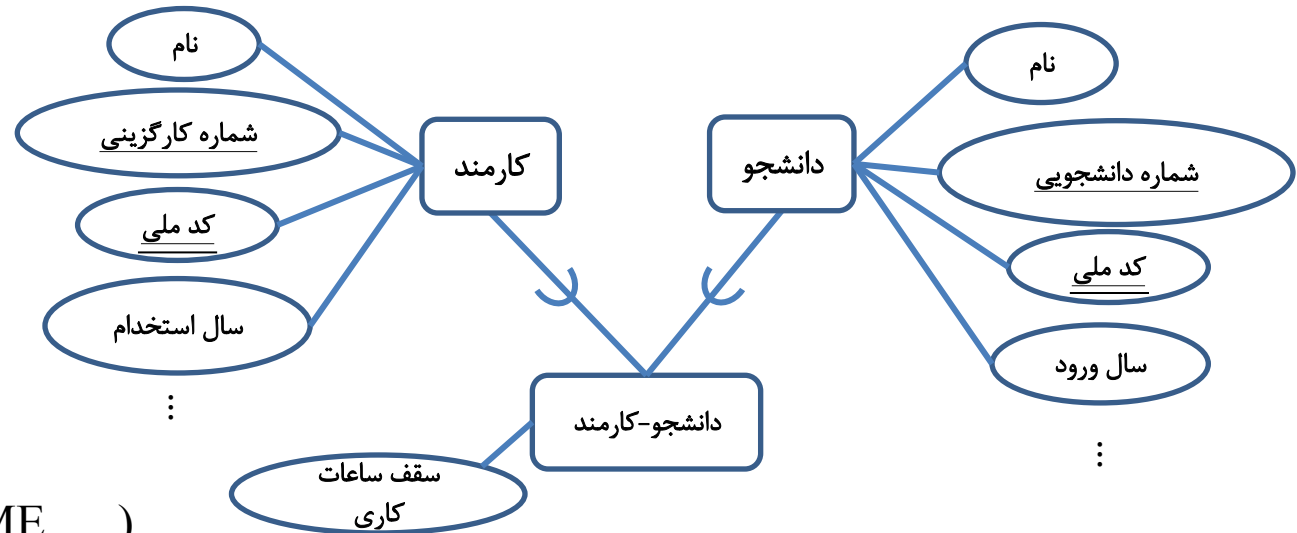 نام
شماره دانشجویی
کد ملی
سال ورود
...
دانشجو
کارمند
نام
شماره کارگزینی
کد ملی
سال استخدام
...
دانشجو-کارمند
سقف ساعات
کاری
ME, ...)